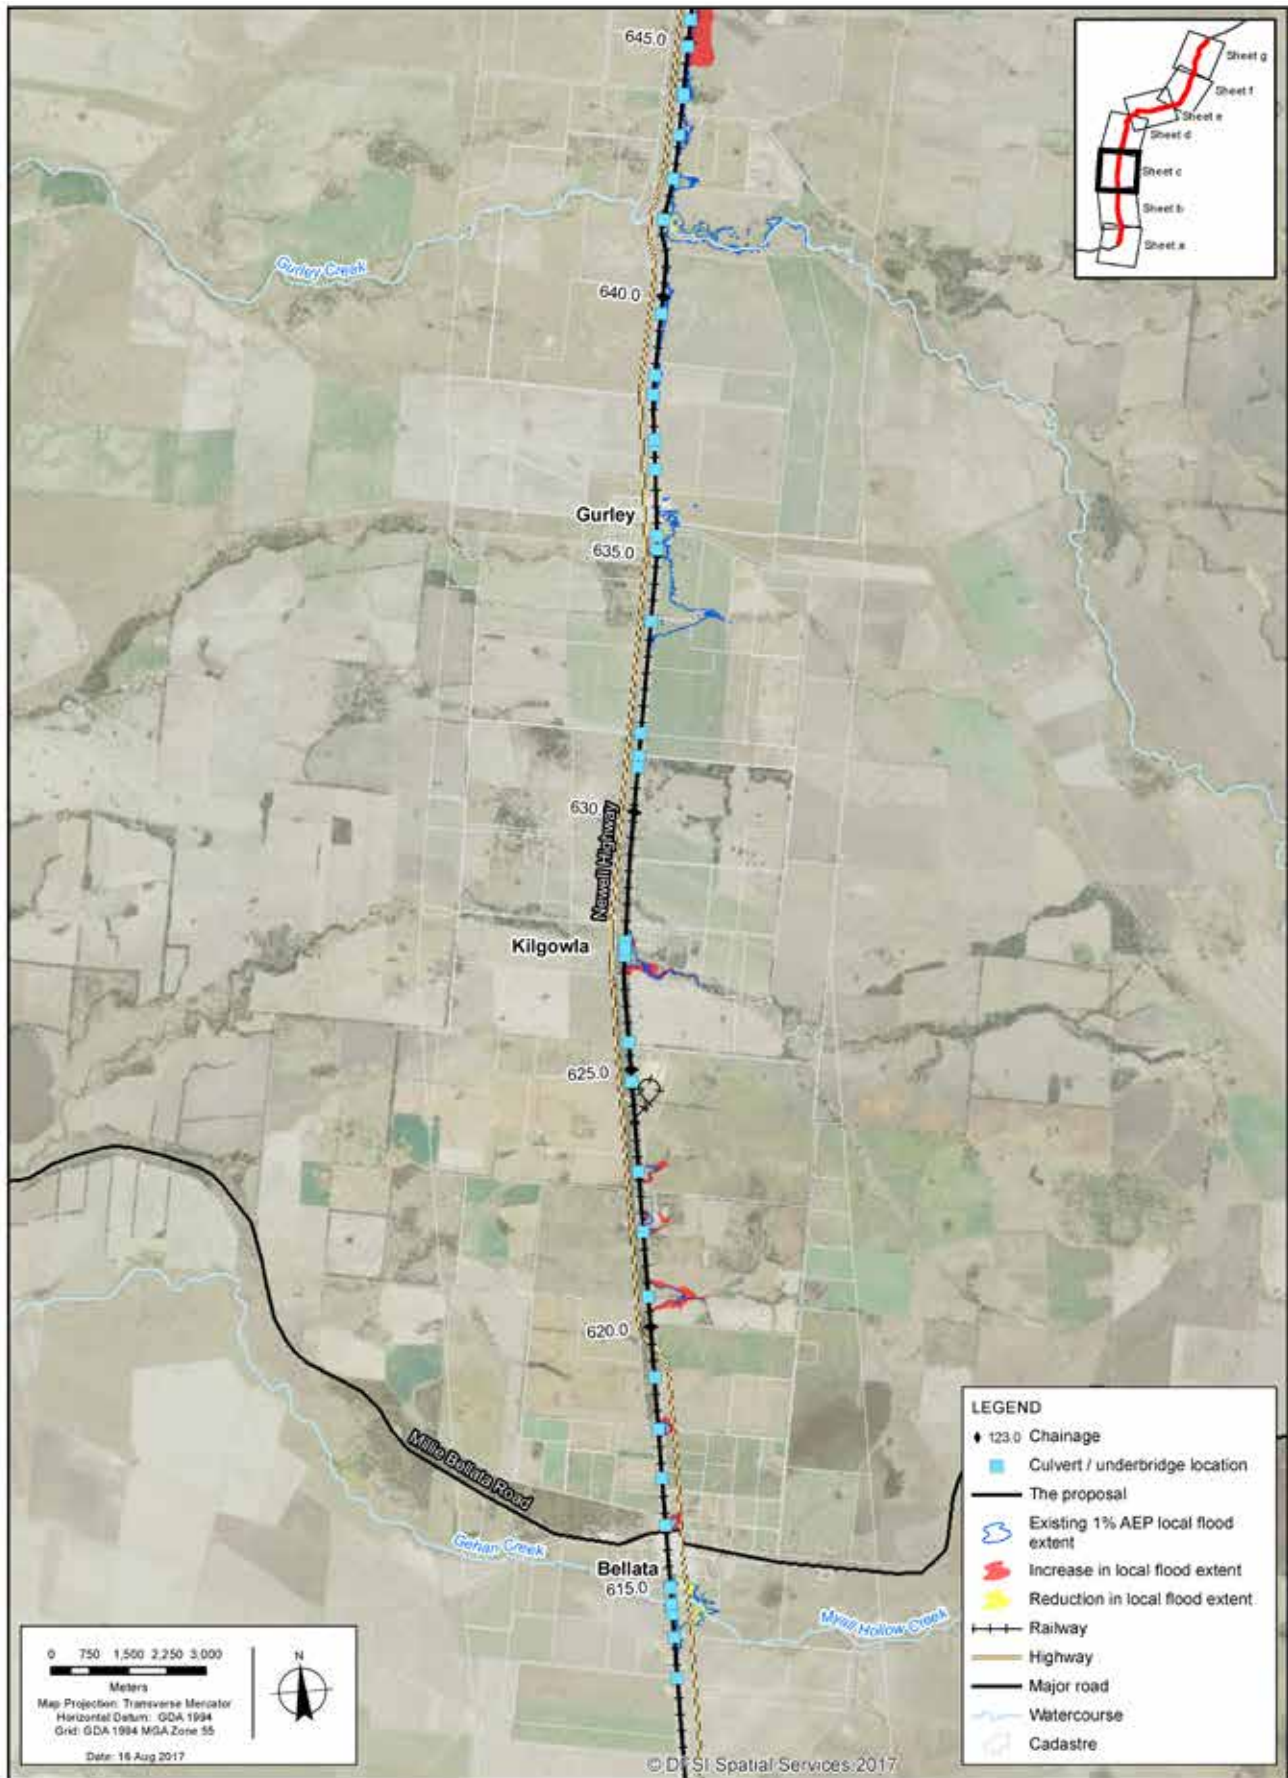 645.0
Sheet g
Sheet f
Sheet e
Sheet d
Sheet c
Sheet b
Sheet a
Gurley Creek
640.0
Gurley
635.0
630
Newell Highway
Kilgowla
625.0
620.0
Millie Bellata Road
Gehan Creek
Bellata
615.0
Myall Hollow Creek
LEGEND
123.0 Chainage
Culvert / underbridge location
The proposal
Existing 1% AEP local flood
extent
Increase in local flood extent
Reduction in local flood extent
Railway
Highway
Major road
Watercourse
Cadastre
0 750 1,500 2,250 3,000
Meters
Map Projection: Transverse Mercator
Horizontal Datum: GDA 1994
Grid: GDA 1994 MGA Zone 55
Date: 16 Aug 2017
N
© DFSI Spatial Services 2017